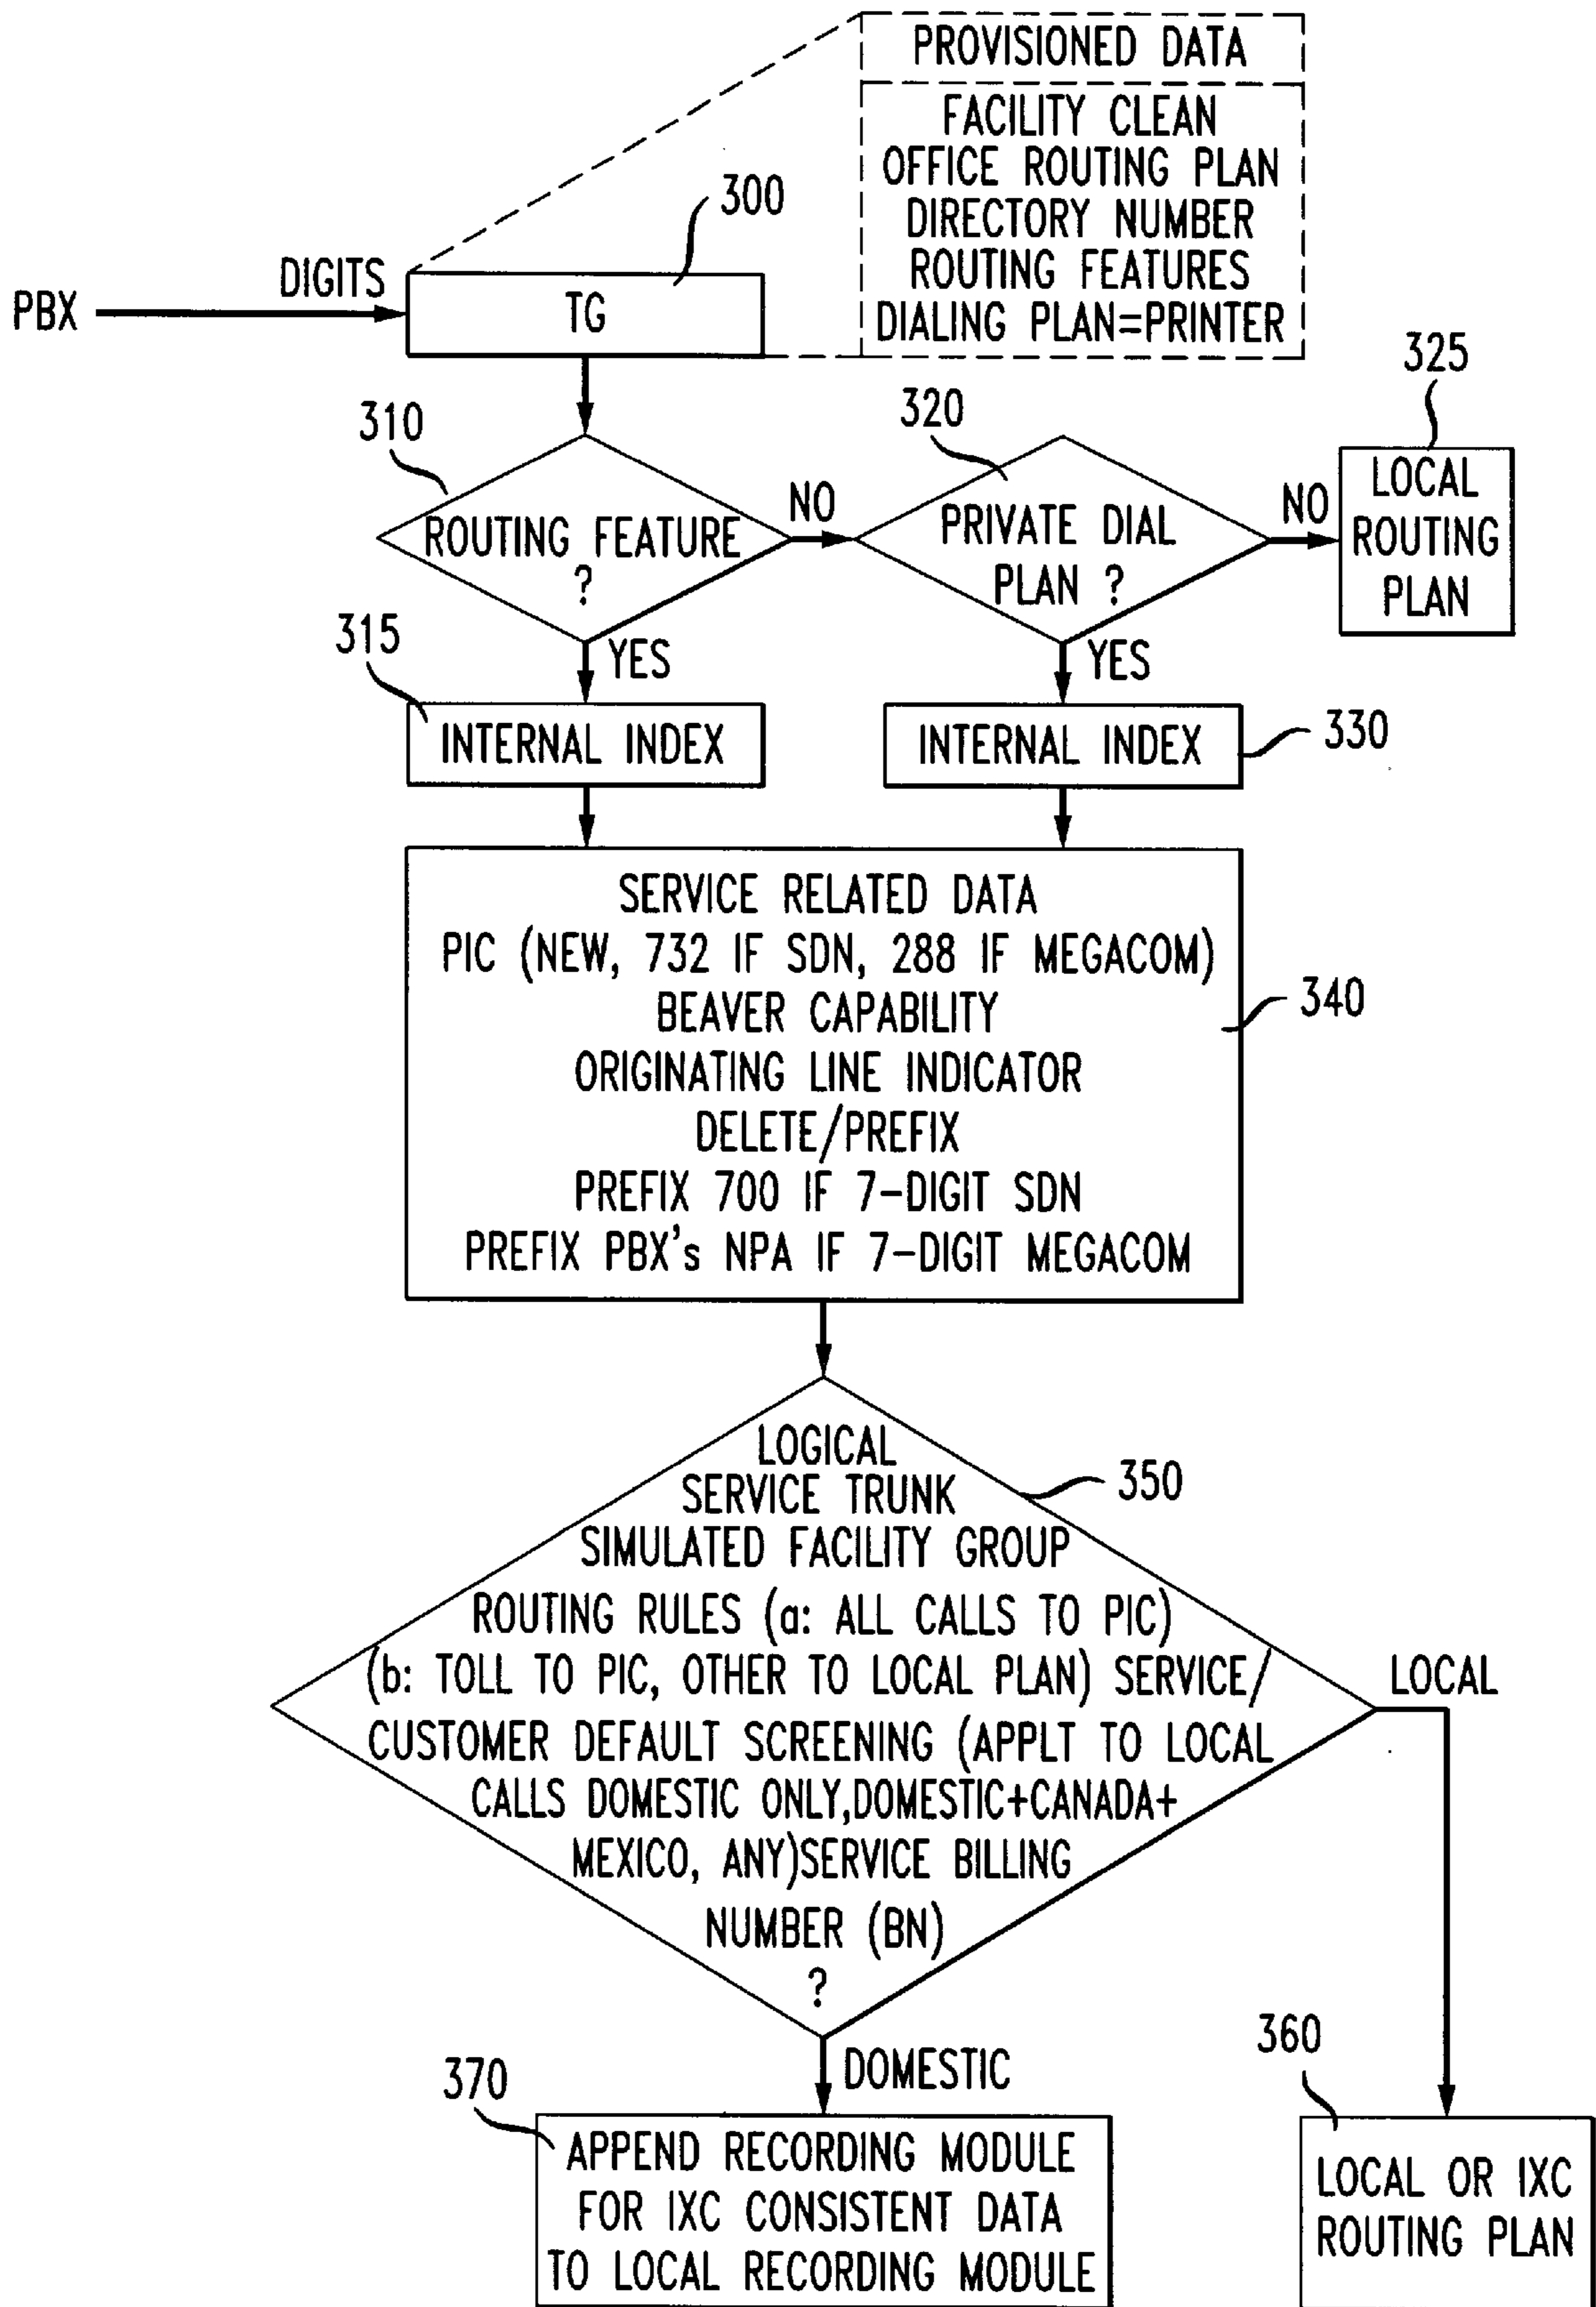 PROVISIONED DATA
FACILITY CLEAN
OFFICE ROUTING PLAN
DIRECTORY NUMBER
ROUTING FEATURES
DIALING PLAN=PRINTER
300
PBX
DIGITS
TG
310
ROUTING FEATURE
?
NO
320
PRIVATE DIAL
PLAN ?
NO
325
LOCAL
ROUTING
PLAN
YES
YES
315
INTERNAL INDEX
INTERNAL INDEX
330
SERVICE RELATED DATA
PIC (NEW, 732 IF SDN, 288 IF MEGACOM)
BEAVER CAPABILITY
ORIGINATING LINE INDICATOR
DELETE/PREFIX
PREFIX 700 IF 7-DIGIT SDN
PREFIX PBX's NPA IF 7-DIGIT MEGACOM
340
LOGICAL
SERVICE TRUNK
SIMULATED FACILITY GROUP
ROUTING RULES (a: ALL CALLS TO PIC)
(b: TOLL TO PIC, OTHER TO LOCAL PLAN) SERVICE/
CUSTOMER DEFAULT SCREENING (APPLT TO LOCAL
CALLS DOMESTIC ONLY,DOMESTIC+CANADA+
MEXICO, ANY)SERVICE BILLING
NUMBER (BN)
?
350
LOCAL
DOMESTIC
370
APPEND RECORDING MODULE
FOR IXC CONSISTENT DATA
TO LOCAL RECORDING MODULE
360
LOCAL OR IXC
ROUTING PLAN